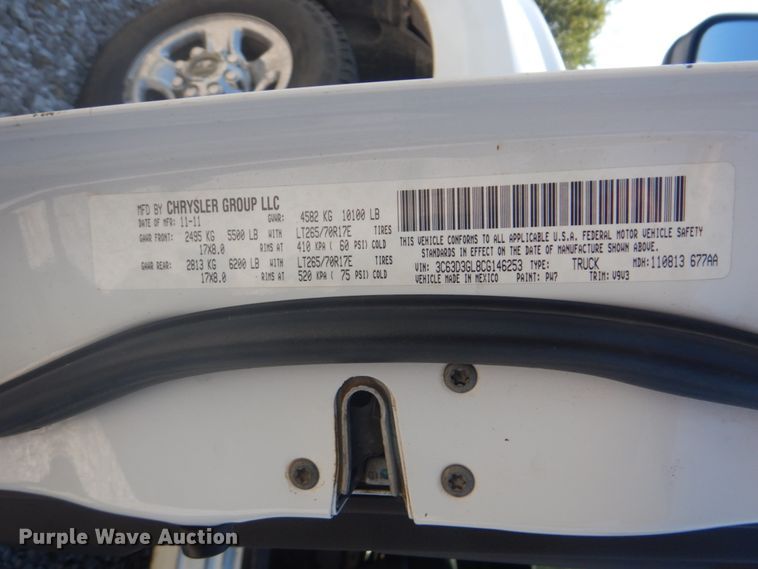 MFD BY CHRYSLER GROUP LLC
DATE OF MFR: 11-11 GVWR: 4582 KG 10100 LB
GAWR FRONT: 2495 KG 5500 LB WITH LT265/70R17E TIRES
17X8.0 RIMS AT 410 KPA ( 60 PSI) COLD
GAWR REAR: 2813 KG 6200 LB WITH LT265/70R17E TIRES
17X8.0 RIMS AT 520 KPA ( 75 PSI) COLD
THIS VEHICLE CONFORMS TO ALL APPLICABLE U.S.A. FEDERAL MOTOR VEHICLE SAFETY
STANDARDS IN EFFECT ON THE DATE OF MANUFACTURE SHOWN ABOVE.
VIN: 3C63D3GL8CG146253 TYPE: TRUCK MDH: 110813 677AA
VEHICLE MADE IN MEXICO PAINT: PW7 TRIM: V9V3
Purple Wave Auction
PurpleWave.com